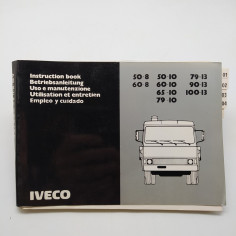 Instruction book
Betriebsanleitung
Uso e manutenzione
Utilisation et entretien
Empleo y cuidado
50·8 50·10 79·13
60·8 60·10 90·13
65·10 100·13
79·10
IVECO